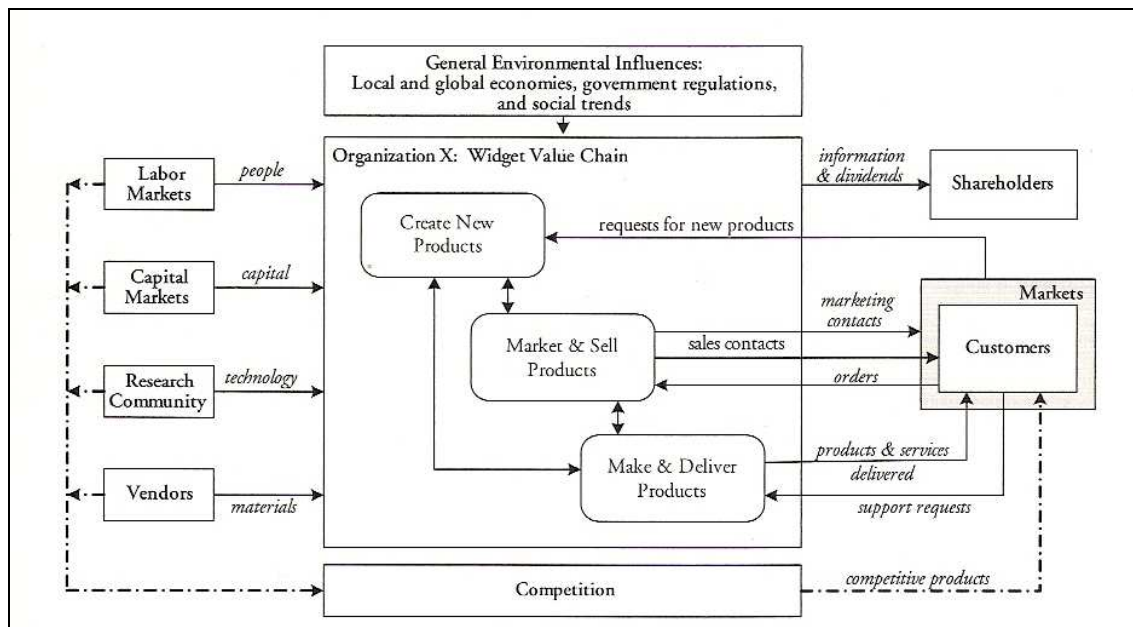 General Environmental Influences:
Local and global economies, government regulations,
and social trends
Organization X: Widget Value Chain
Labor
Markets
people
Capital
Markets
capital
Research
Community
technology
Vendors
materials
Create New
Products
Market & Sell
Products
Make & Deliver
Products
information
& dividends
Shareholders
requests for new products
Markets
Customers
marketing
contacts
sales contacts
orders
products & services
delivered
support requests
Competition
competitive products